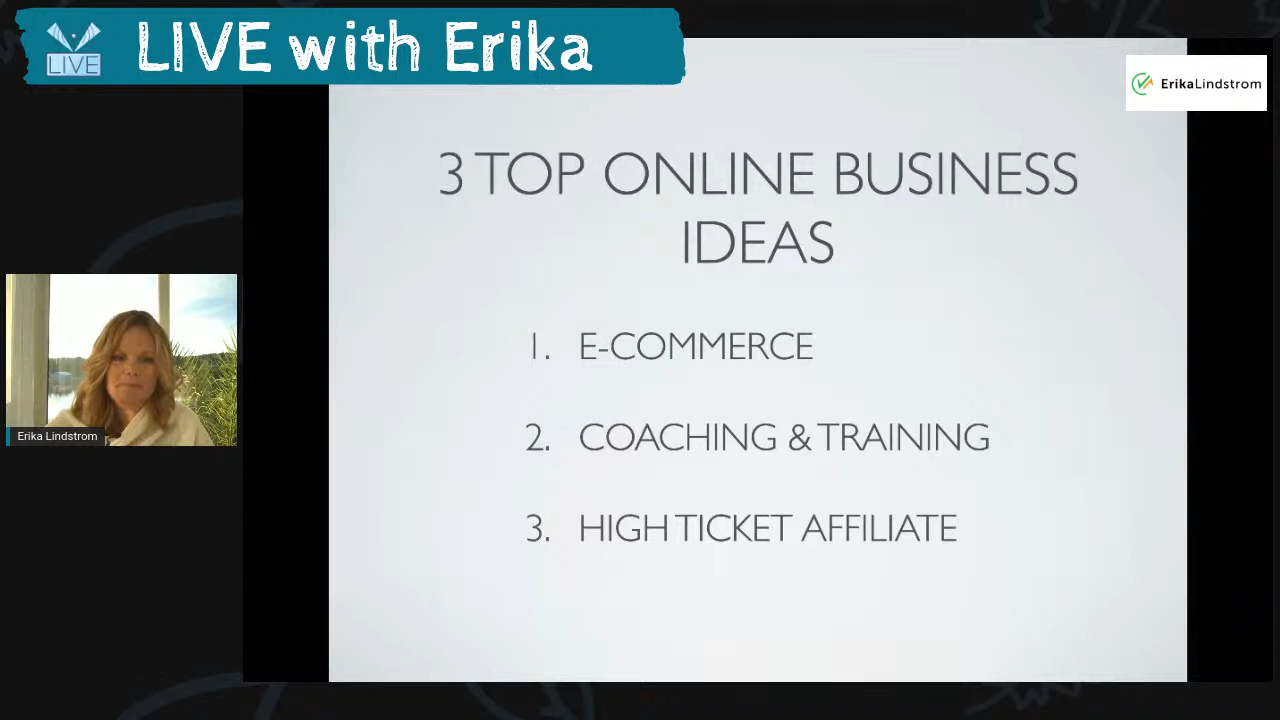 LIVE with Erika
LIVE
ErikaLindstrom
3 TOP ONLINE BUSINESS
IDEAS
1. E-COMMERCE
2. COACHING & TRAINING
3. HIGH TICKET AFFILIATE
Erika Lindstrom